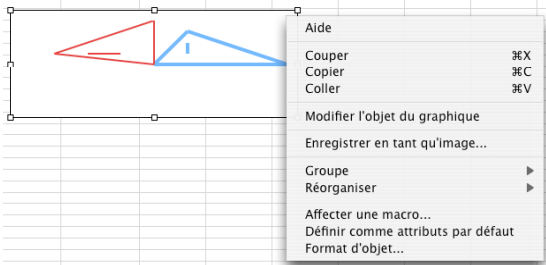 Aide
Couper ⌘X
Copier ⌘C
Coller ⌘V
Modifier l'objet du graphique
Enregistrer en tant qu'image...
Groupe
Réorganiser
Affecter une macro...
Définir comme attributs par défaut
Format d'objet...